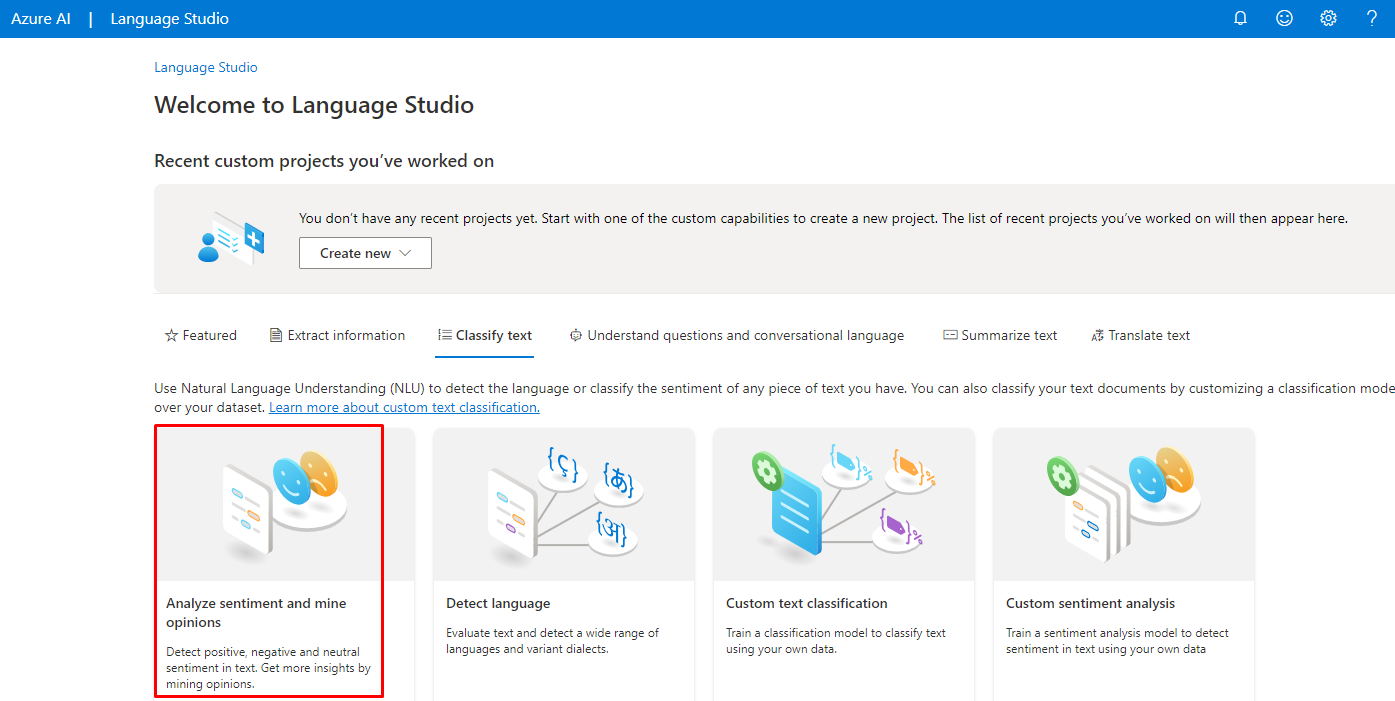 Azure AI | Language Studio
Language Studio
Welcome to Language Studio
Recent custom projects you've worked on
You don't have any recent projects yet. Start with one of the custom capabilities to create a new project. The list of recent projects you've worked on will then appear here.
Create new
Featured Extract information Classify text Understand questions and conversational language Summarize text Translate text
Use Natural Language Understanding (NLU) to detect the language or classify the sentiment of any piece of text you have. You can also classify your text documents by customizing a classification mode
over your dataset. Learn more about custom text classification.
{ç}
{あ}
{अ}
Analyze sentiment and mine
opinions
Detect positive, negative and neutral
sentiment in text. Get more insights by
mining opinions.
Detect language
Evaluate text and detect a wide range of
languages and variant dialects.
Custom text classification
Train a classification model to classify text
using your own data.
Custom sentiment analysis
Train a sentiment analysis model to detect
sentiment in text using your own data